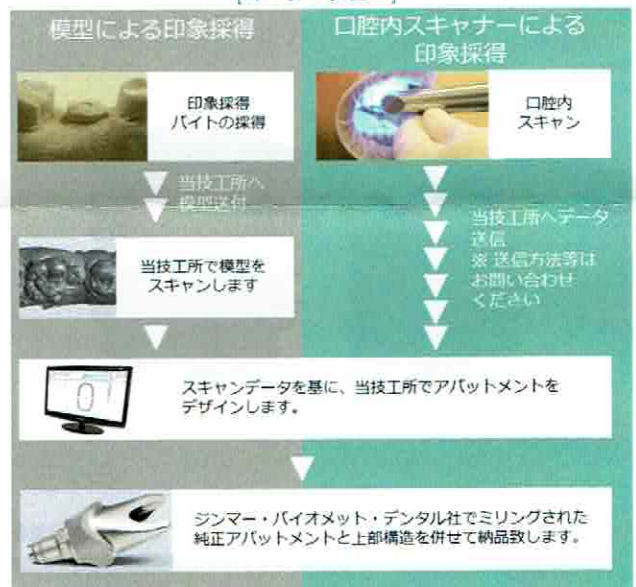 模型による印象採得
口腔内スキャナーによる
印象採得
印象採得
バイトの採得
口腔内
スキャン
当技工所へ
模型送付
当技工所へデータ
送信
※ 送信方法等は
お問い合わせ
ください
当技工所で模型を
スキャンします
スキャンデータを基に、当技工所でアバットメントを
デザインします。
ジンマー・バイオメット・デンタル社でミリングされた
純正アバットメントと上部構造を併せて納品致します。